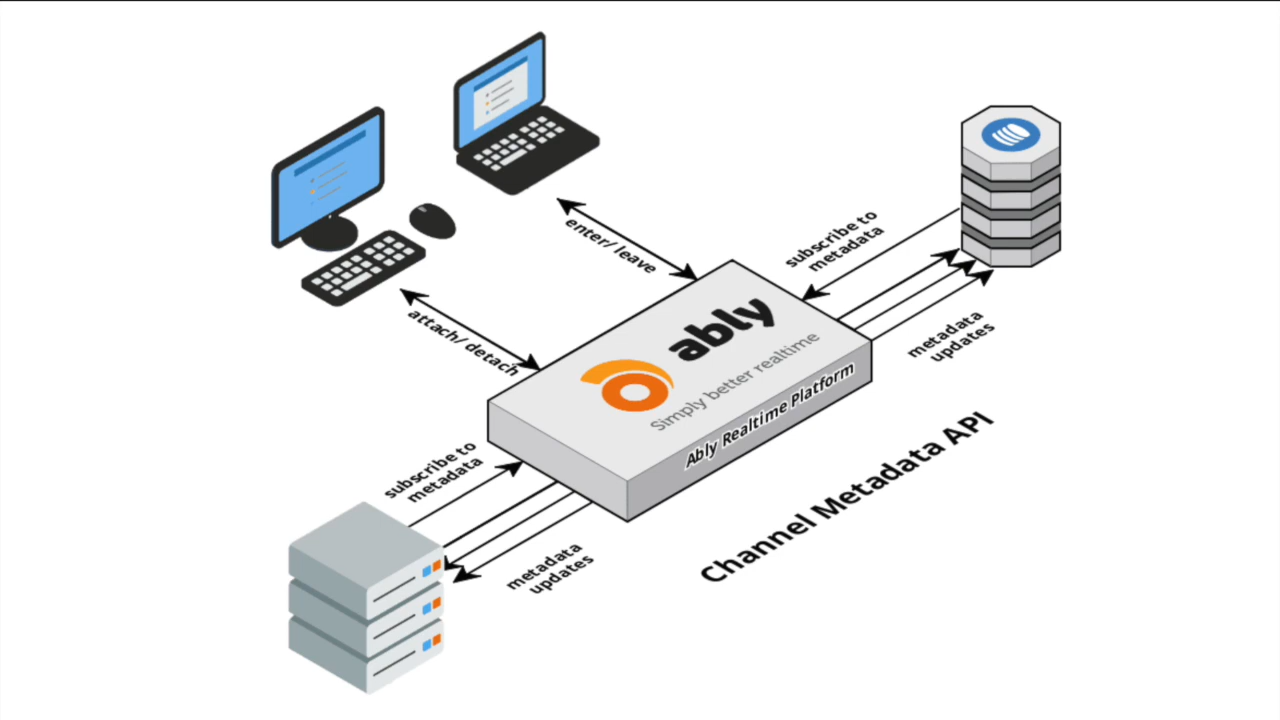 enter/ leave
subscribe to
metadata
attach/ detach
ably
Simply better realtime
Ably Realtime Platform
metadata
updates
subscribe to
metadata
Channel Metadata API
metadata
updates